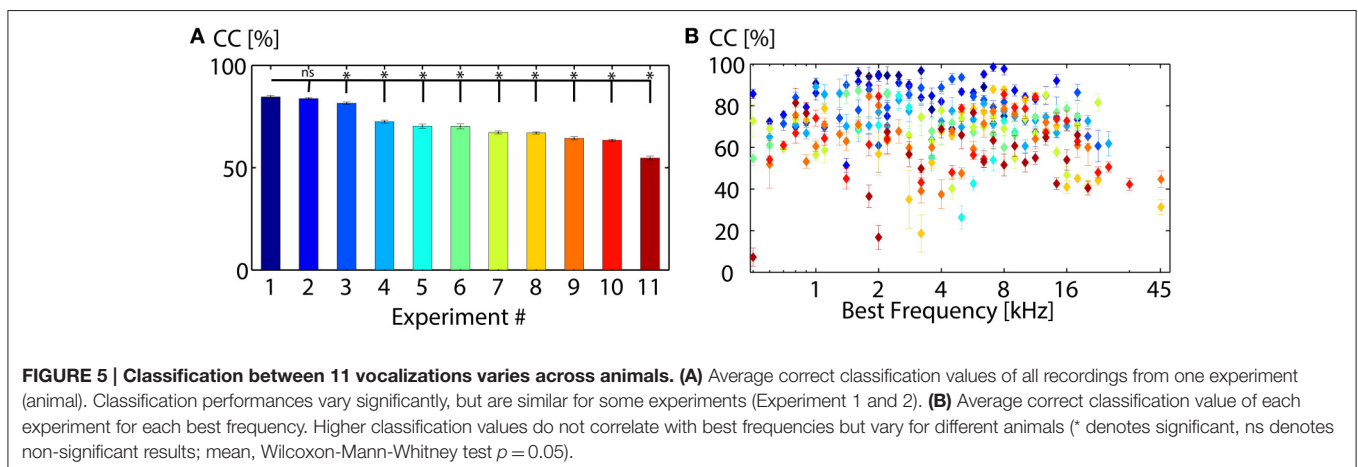 A CC [%]
100
50
0
ns * * * * * * * * *
1 2 3 4 5 6 7 8 9 10 11
Experiment #
B CC [%]
100
80
60
40
20
0
1 2 4 8 16 45
Best Frequency [kHz]
FIGURE 5 | Classification between 11 vocalizations varies across animals. (A) Average correct classification values of all recordings from one experiment
(animal). Classification performances vary significantly, but are similar for some experiments (Experiment 1 and 2). (B) Average correct classification value of each
experiment for each best frequency. Higher classification values do not correlate with best frequencies but vary for different animals (* denotes significant, ns denotes
non-significant results; mean, Wilcoxon-Mann-Whitney test p = 0.05).